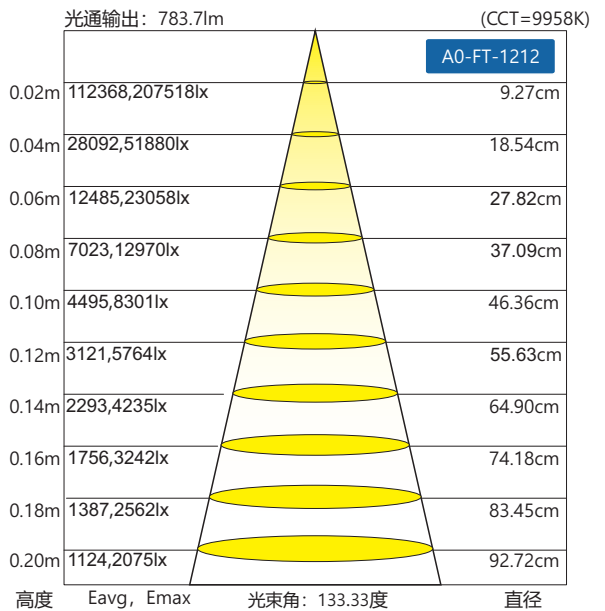 光通输出：783.7lm (CCT=9958K)
A0-FT-1212
0.02m 112368,207518lx 9.27cm
0.04m 28092,51880lx 18.54cm
0.06m 12485,23058lx 27.82cm
0.08m 7023,12970lx 37.09cm
0.10m 4495,8301lx 46.36cm
0.12m 3121,5764lx 55.63cm
0.14m 2293,4235lx 64.90cm
0.16m 1756,3242lx 74.18cm
0.18m 1387,2562lx 83.45cm
0.20m 1124,2075lx 92.72cm
高度 Eavg，Emax 光束角：133.33度 直径